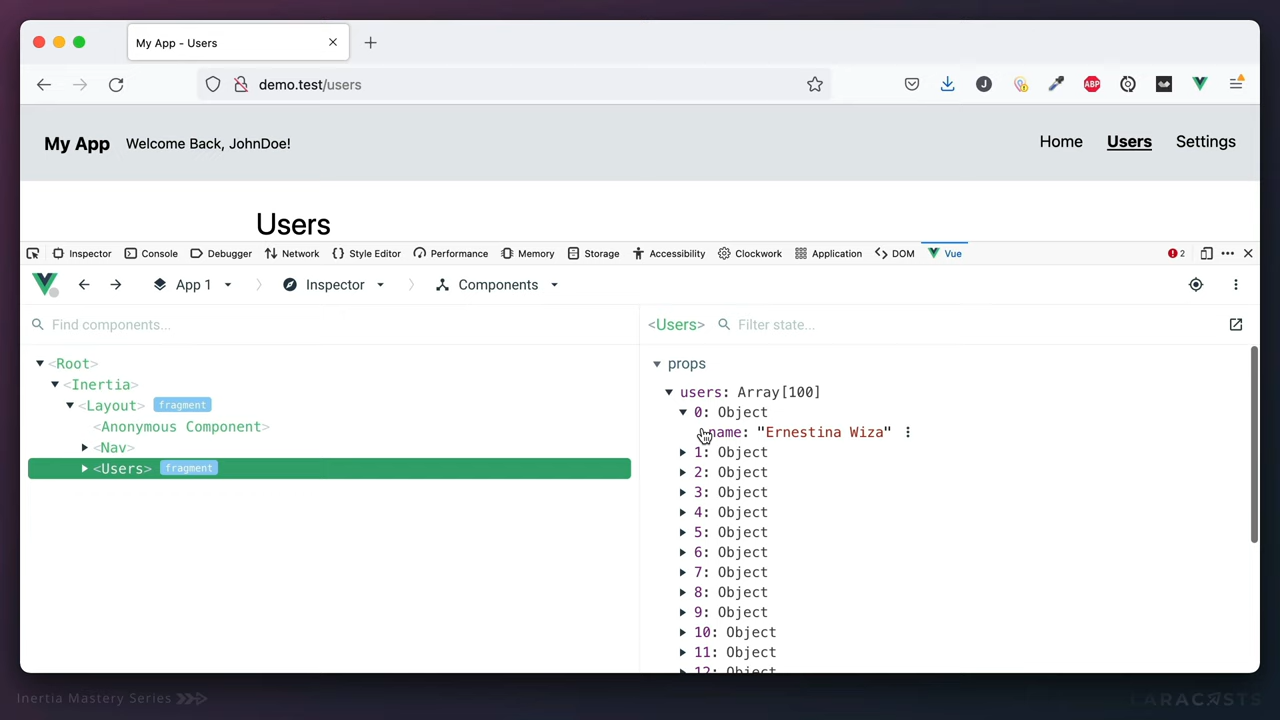 My App - Users
demo.test/users
J
ABP
My App Welcome Back, JohnDoe! Home Users Settings
Users
Inspector Console Debugger Network Style Editor Performance Memory Storage Accessibility Clockwork Application DOM Vue 2
App 1 Inspector Components
Find components...
<Root>
<Inertia>
<Layout> fragment
<Anonymous Component>
<Nav>
<Users> fragment
<Users> Filter state...
props
users: Array[100]
0: Object
name: "Ernestina Wiza"
1: Object
2: Object
3: Object
4: Object
5: Object
6: Object
7: Object
8: Object
9: Object
10: Object
11: Object
12: Object
Inertia Mastery Series
LARACASTS